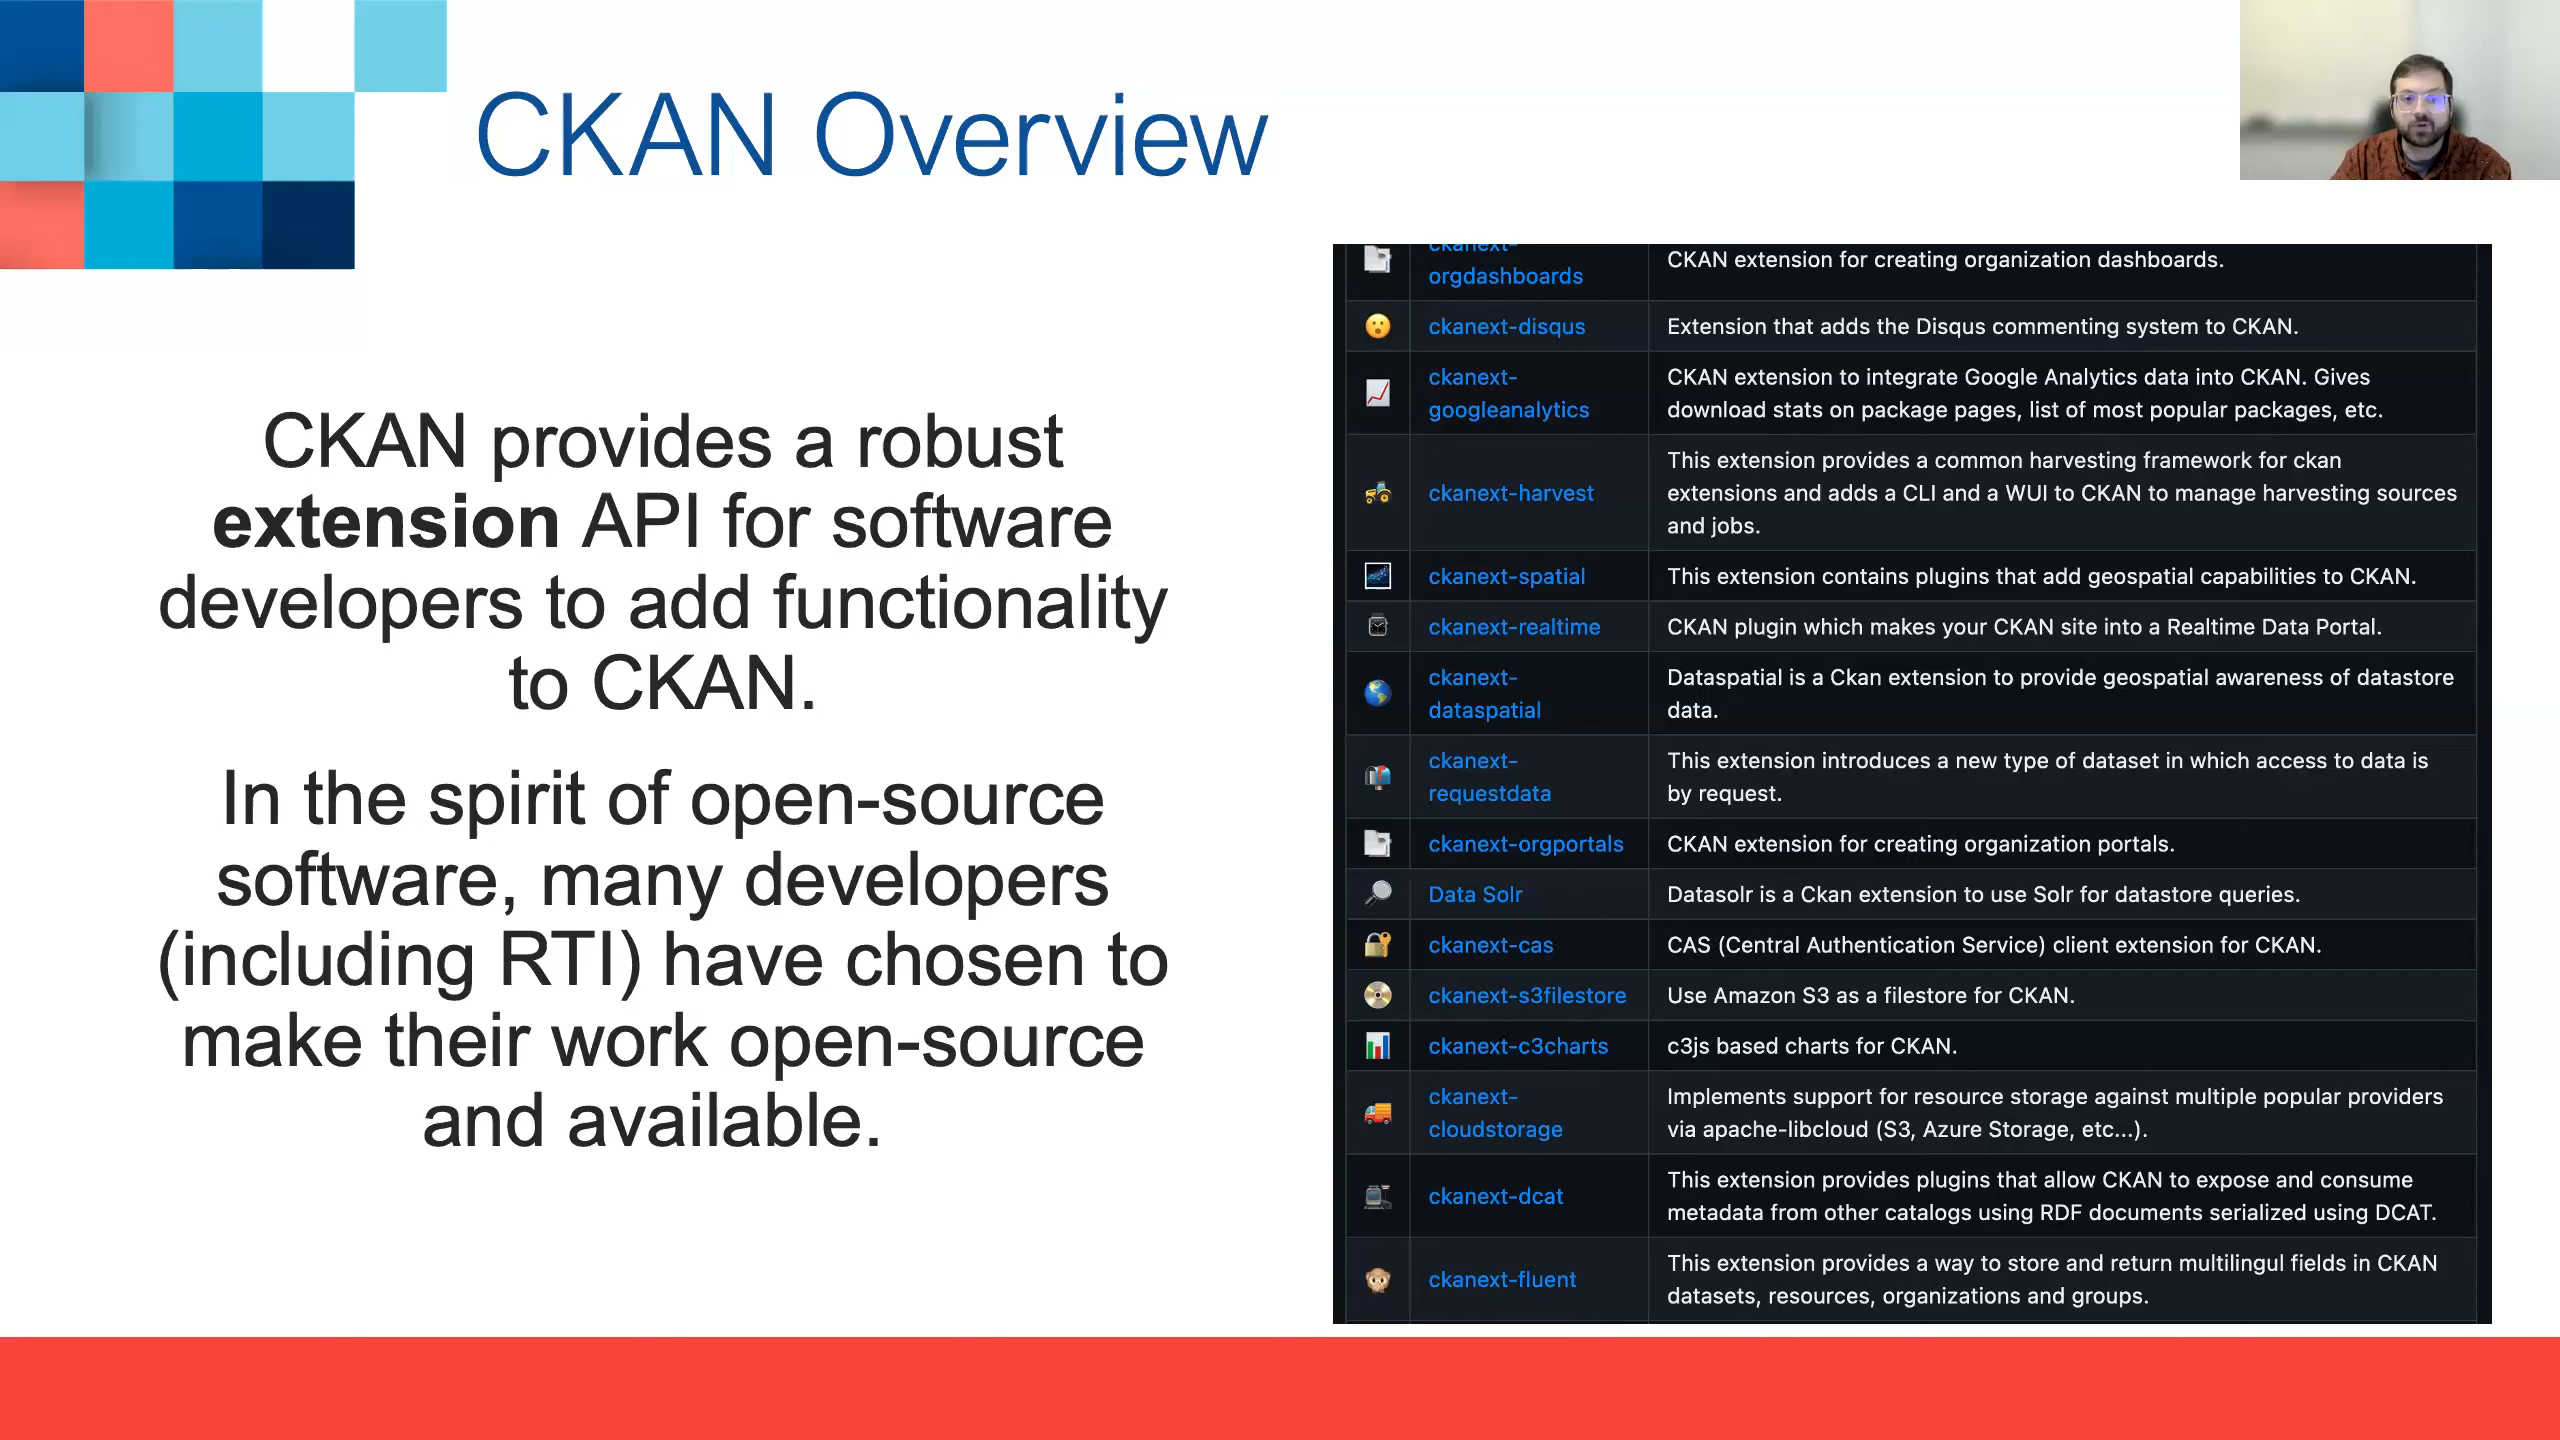 CKAN Overview
CKAN provides a robust
extension API for software
developers to add functionality
to CKAN.
In the spirit of open-source
software, many developers
(including RTI) have chosen to
make their work open-source
and available.
ckanext-
orgdashboards
CKAN extension for creating organization dashboards.
ckanext-disqus
Extension that adds the Disqus commenting system to CKAN.
ckanext-
googleanalytics
CKAN extension to integrate Google Analytics data into CKAN. Gives
download stats on package pages, list of most popular packages, etc.
ckanext-harvest
This extension provides a common harvesting framework for ckan
extensions and adds a CLI and a WUI to CKAN to manage harvesting sources
and jobs.
ckanext-spatial
This extension contains plugins that add geospatial capabilities to CKAN.
ckanext-realtime
CKAN plugin which makes your CKAN site into a Realtime Data Portal.
ckanext-
dataspatial
Dataspatial is a Ckan extension to provide geospatial awareness of datastore
data.
ckanext-
requestdata
This extension introduces a new type of dataset in which access to data is
by request.
ckanext-orgportals
CKAN extension for creating organization portals.
Data Solr
Datasolr is a Ckan extension to use Solr for datastore queries.
ckanext-cas
CAS (Central Authentication Service) client extension for CKAN.
ckanext-s3filestore
Use Amazon S3 as a filestore for CKAN.
ckanext-c3charts
c3js based charts for CKAN.
ckanext-
cloudstorage
Implements support for resource storage against multiple popular providers
via apache-libcloud (S3, Azure Storage, etc...).
ckanext-dcat
This extension provides plugins that allow CKAN to expose and consume
metadata from other catalogs using RDF documents serialized using DCAT.
ckanext-fluent
This extension provides a way to store and return multilingul fields in CKAN
datasets, resources, organizations and groups.